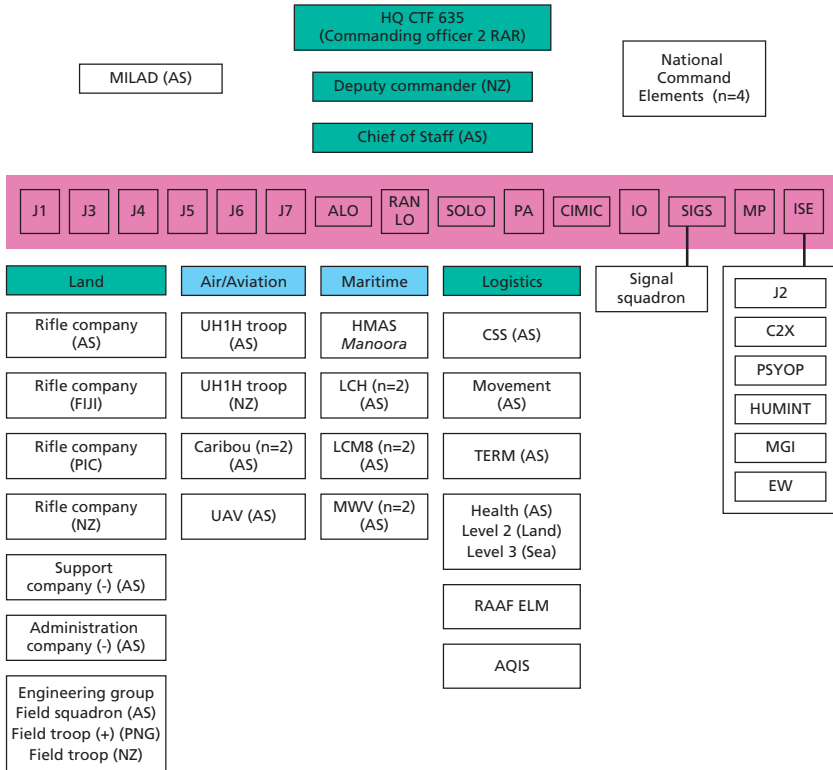 HQ CTF 635
(Commanding officer 2 RAR)
MILAD (AS)
National
Command
Elements (n=4)
Deputy commander (NZ)
Chief of Staff (AS)
J1
J3
J4
J5
J6
J7
ALO
RAN
LO
SOLO
PA
CIMIC
IO
SIGS
MP
ISE
Land
Rifle company
(AS)
Rifle company
(FIJI)
Rifle company
(PIC)
Rifle company
(NZ)
Support
company (-) (AS)
Administration
company (-) (AS)
Engineering group
Field squadron (AS)
Field troop (+) (PNG)
Field troop (NZ)
Air/Aviation
UH1H troop
(AS)
UH1H troop
(NZ)
Caribou (n=2)
(AS)
UAV (AS)
Maritime
HMAS
Manoora
LCH (n=2)
(AS)
LCM8 (n=2)
(AS)
MWV (n=2)
(AS)
Logistics
CSS (AS)
Movement
(AS)
TERM (AS)
Health (AS)
Level 2 (Land)
Level 3 (Sea)
RAAF ELM
AQIS
Signal
squadron
J2
C2X
PSYOP
HUMINT
MGI
EW